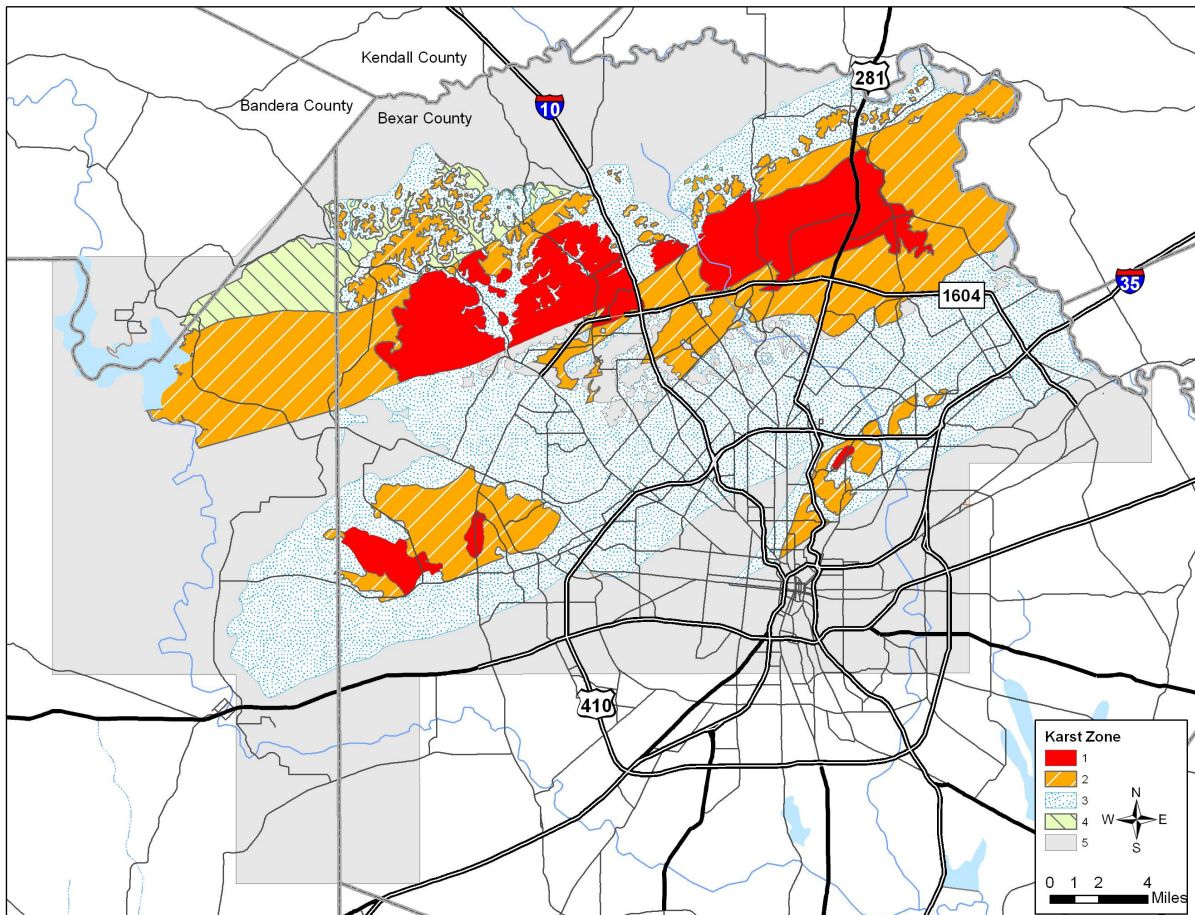 Kendall County
Bandera County
Bexar County
10
281
35
1604
410
Karst Zone
1
2
3
4
5
N
W E
S
0 1 2 4
Miles